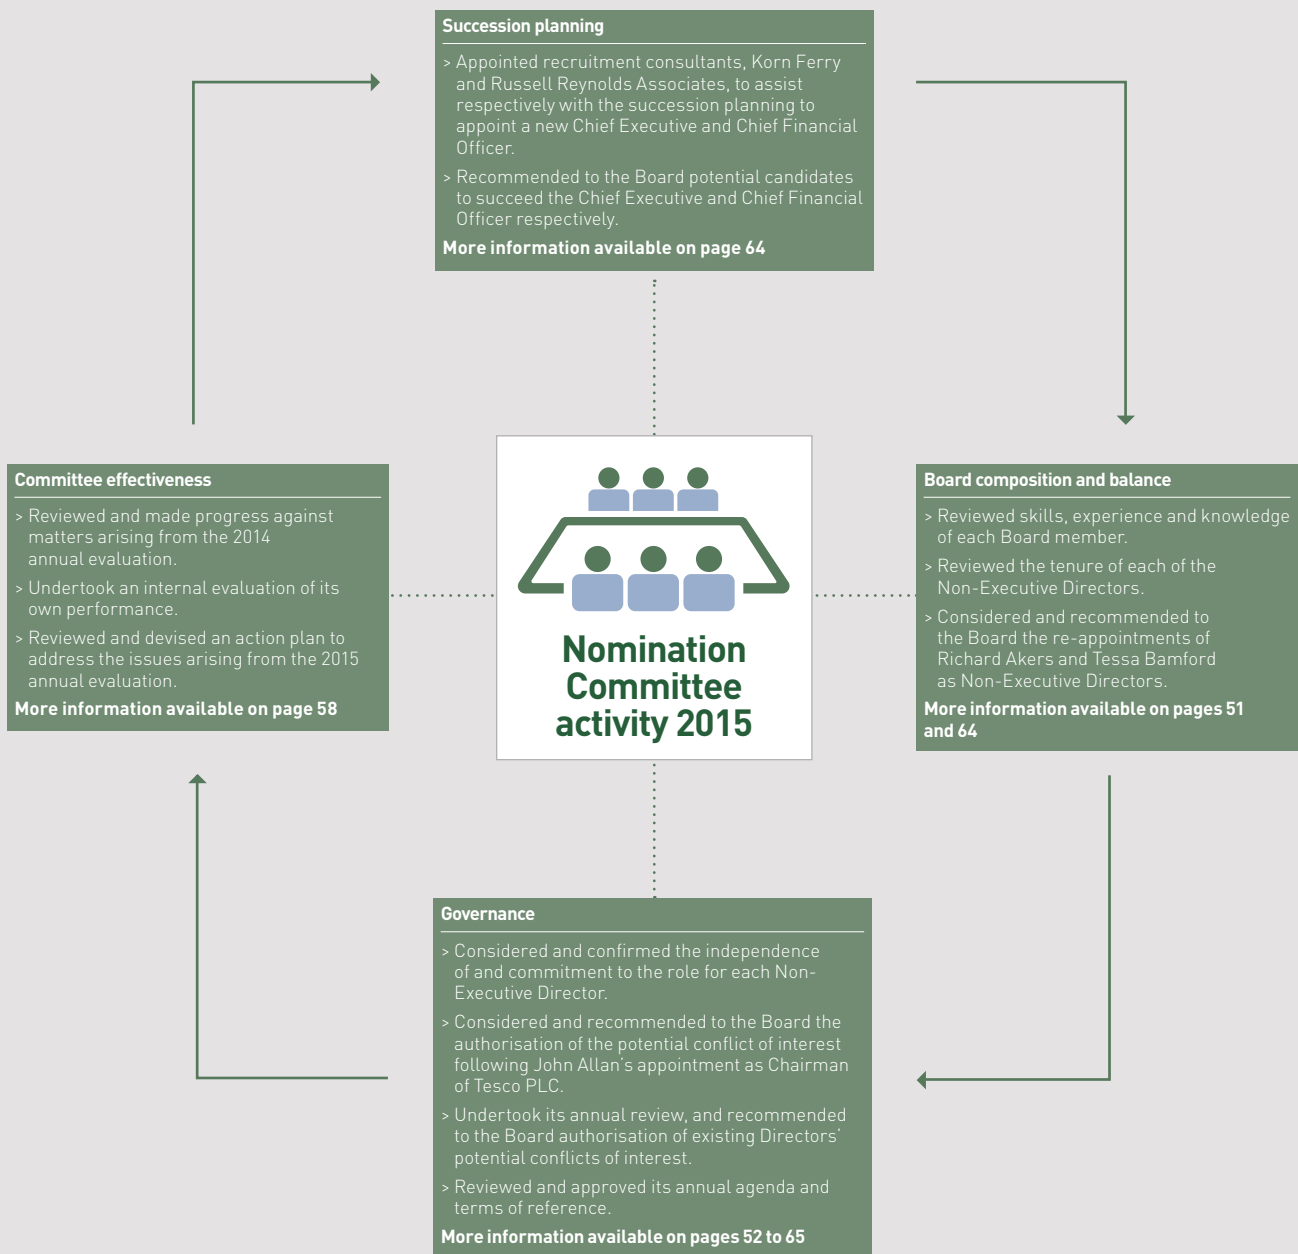 Succession planning
> Appointed recruitment consultants, Korn Ferry
and Russell Reynolds Associates, to assist
respectively with the succession planning to
appoint a new Chief Executive and Chief Financial
Officer.
> Recommended to the Board potential candidates
to succeed the Chief Executive and Chief Financial
Officer respectively.
More information available on page 64
Committee effectiveness
> Reviewed and made progress against
matters arising from the 2014
annual evaluation.
> Undertook an internal evaluation of its
own performance.
> Reviewed and devised an action plan to
address the issues arising from the 2015
annual evaluation.
More information available on page 58
Nomination
Committee
activity 2015
Board composition and balance
> Reviewed skills, experience and knowledge
of each Board member.
> Reviewed the tenure of each of the
Non-Executive Directors.
> Considered and recommended to
the Board the re-appointments of
Richard Akers and Tessa Bamford
as Non-Executive Directors.
More information available on pages 51
and 64
Governance
> Considered and confirmed the independence
of and commitment to the role for each Non-
Executive Director.
> Considered and recommended to the Board the
authorisation of the potential conflict of interest
following John Allan's appointment as Chairman
of Tesco PLC.
> Undertook its annual review, and recommended
to the Board authorisation of existing Directors'
potential conflicts of interest.
> Reviewed and approved its annual agenda and
terms of reference.
More information available on pages 52 to 65